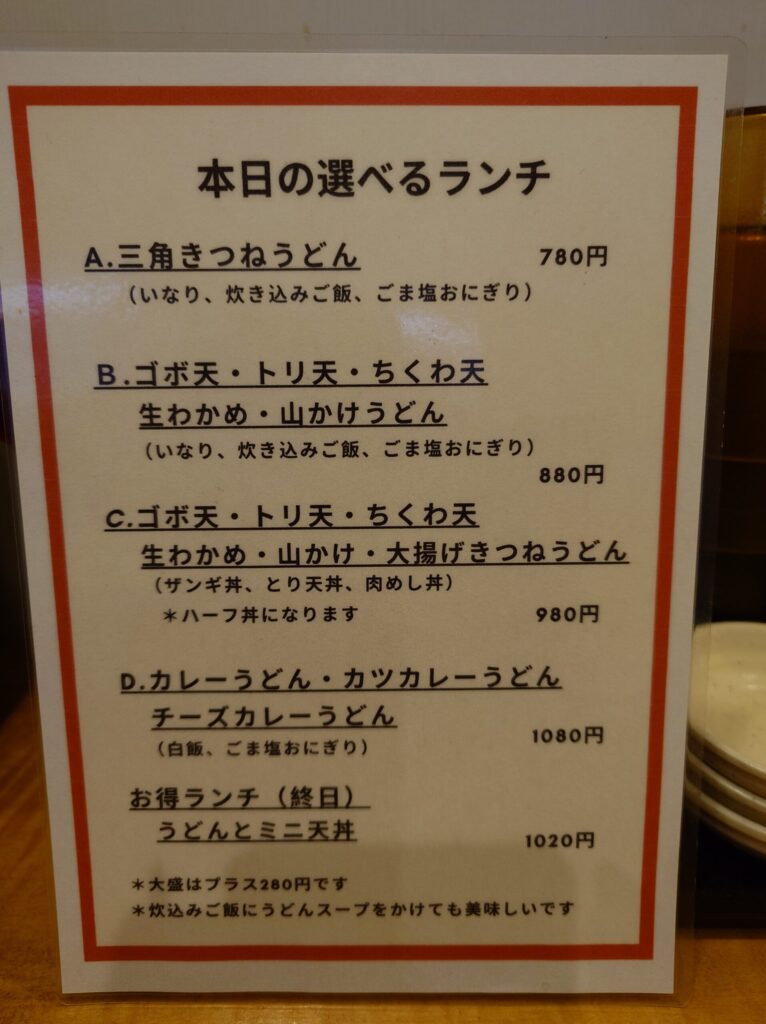 本日の選べるランチ
A.三角きつねうどん 780円
（いなり、炊き込みご飯、ごま塩おにぎり）
B.ゴボ天・トリ天・ちくわ天
生わかめ・山かけうどん
（いなり、炊き込みご飯、ごま塩おにぎり）
880円
C.ゴボ天・トリ天・ちくわ天
生わかめ・山かけ・大揚げきつねうどん
（ザンギ丼、とり天丼、肉めし丼）
＊ハーフ丼になります 980円
D.カレーうどん・カツカレーうどん
チーズカレーうどん
（白飯、ごま塩おにぎり） 1080円
お得ランチ（終日）
うどんとミニ天丼 1020円
＊大盛はプラス280円です
＊炊込みご飯にうどんスープをかけても美味しいです